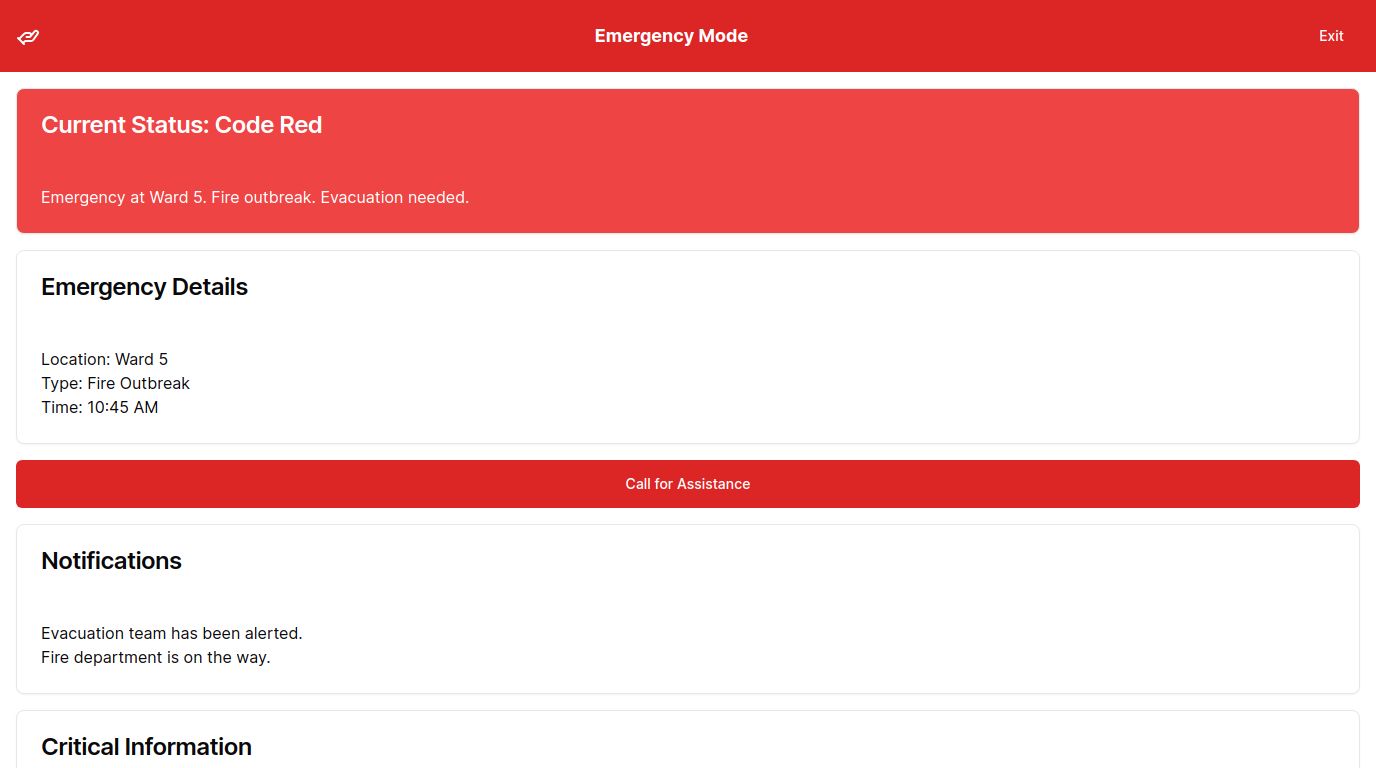 Emergency Mode
Exit
Current Status: Code Red
Emergency at Ward 5. Fire outbreak. Evacuation needed.
Emergency Details
Location: Ward 5
Type: Fire Outbreak
Time: 10:45 AM
Call for Assistance
Notifications
Evacuation team has been alerted.
Fire department is on the way.
Critical Information